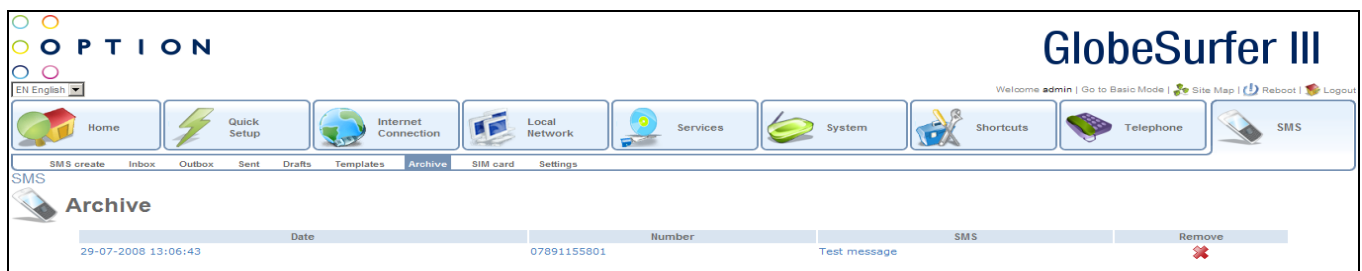 OPTION
GlobeSurfer III
EN English
Welcome admin | Go to Basic Mode | Site Map | Reboot | Logout
Home
Quick Setup
Internet Connection
Local Network
Services
System
Shortcuts
Telephone
SMS
SMS create Inbox Outbox Sent Drafts Templates Archive SIM card Settings
SMS
Archive
Date Number SMS Remove
29-07-2008 13:06:43 07891155801 Test message